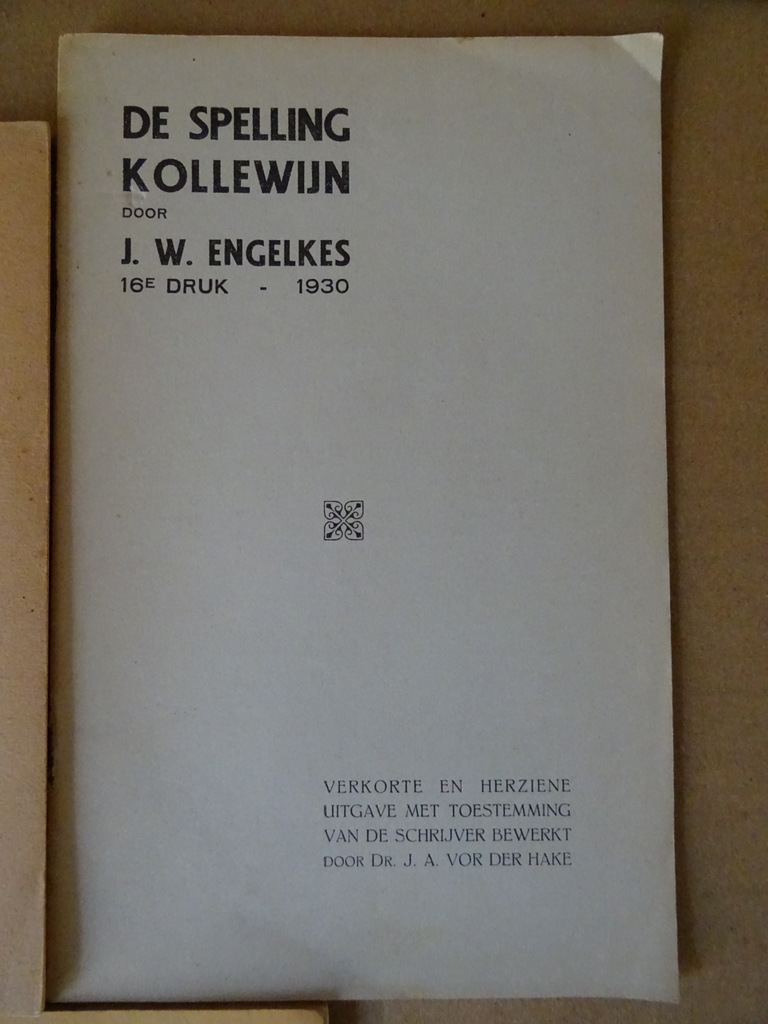 DE SPELLING
KOLLEWIJN
DOOR
J. W. ENGELKES
16E DRUK - 1930
VERKORTE EN HERZIENE
UITGAVE MET TOESTEMMING
VAN DE SCHRIJVER BEWERKT
DOOR DR. J. A. VOR DER HAKE